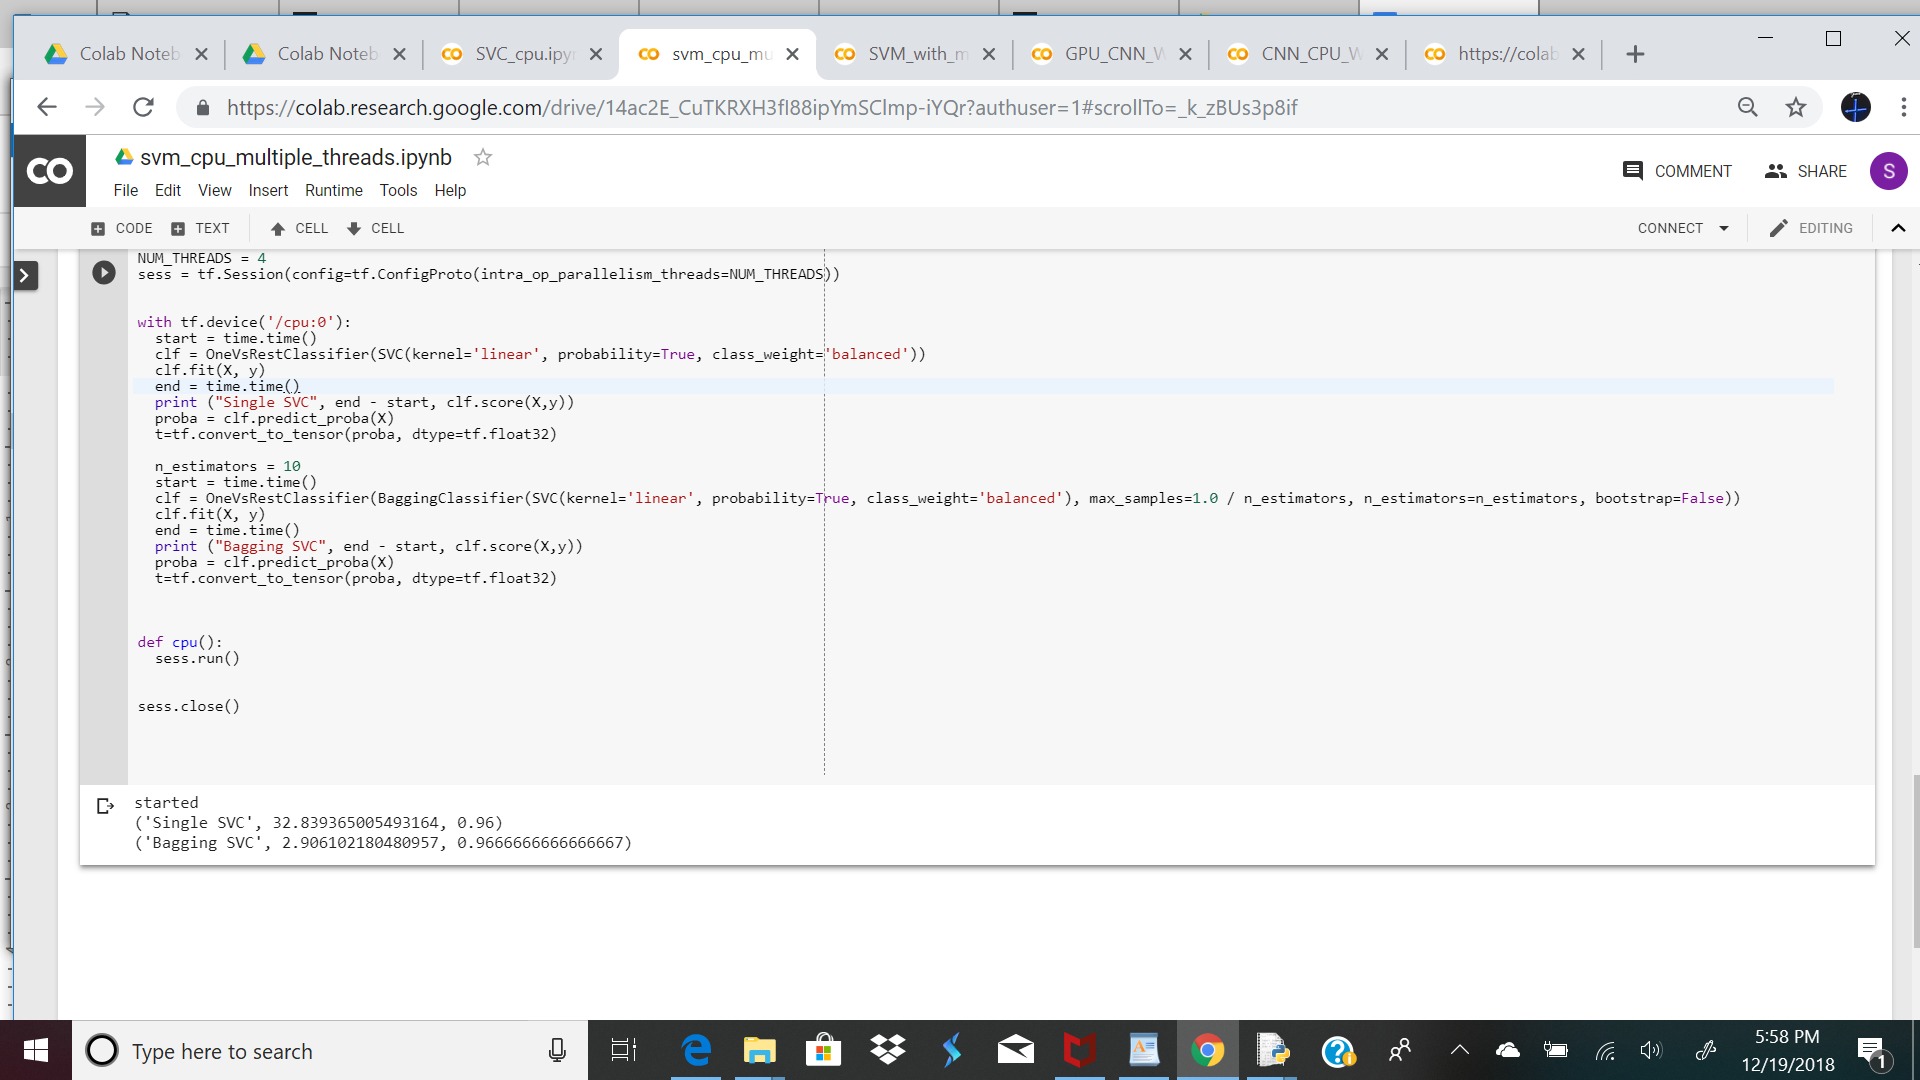 Colab Noteb
Colab Noteb
SVC_cpu.ipy
svm_cpu_mu
SVM_with_m
GPU_CNN_W
CNN_CPU_W
https://colab
https://colab.research.google.com/drive/14ac2E_CuTKRXH3fI88ipYmSClmp-iYQr?authuser=1#scrollTo=_k_zBUs3p8if
CO
svm_cpu_multiple_threads.ipynb
COMMENT
SHARE
S
File Edit View Insert Runtime Tools Help
CODE TEXT CELL CELL
CONNECT EDITING
NUM_THREADS = 4
sess = tf.Session(config=tf.ConfigProto(intra_op_parallelism_threads=NUM_THREADS))
with tf.device('/cpu:0'):
start = time.time()
clf = OneVsRestClassifier(SVC(kernel='linear', probability=True, class_weight='balanced'))
clf.fit(X, y)
end = time.time()
print ("Single SVC", end - start, clf.score(X,y))
proba = clf.predict_proba(X)
t=tf.convert_to_tensor(proba, dtype=tf.float32)
n_estimators = 10
start = time.time()
clf = OneVsRestClassifier(BaggingClassifier(SVC(kernel='linear', probability=True, class_weight='balanced'), max_samples=1.0 / n_estimators, n_estimators=n_estimators, bootstrap=False))
clf.fit(X, y)
end = time.time()
print ("Bagging SVC", end - start, clf.score(X,y))
proba = clf.predict_proba(X)
t=tf.convert_to_tensor(proba, dtype=tf.float32)
def cpu():
sess.run()
sess.close()
started
('Single SVC', 32.839365005493164, 0.96)
('Bagging SVC', 2.906102180480957, 0.9666666666666667)
Type here to search
5:58 PM
12/19/2018
1